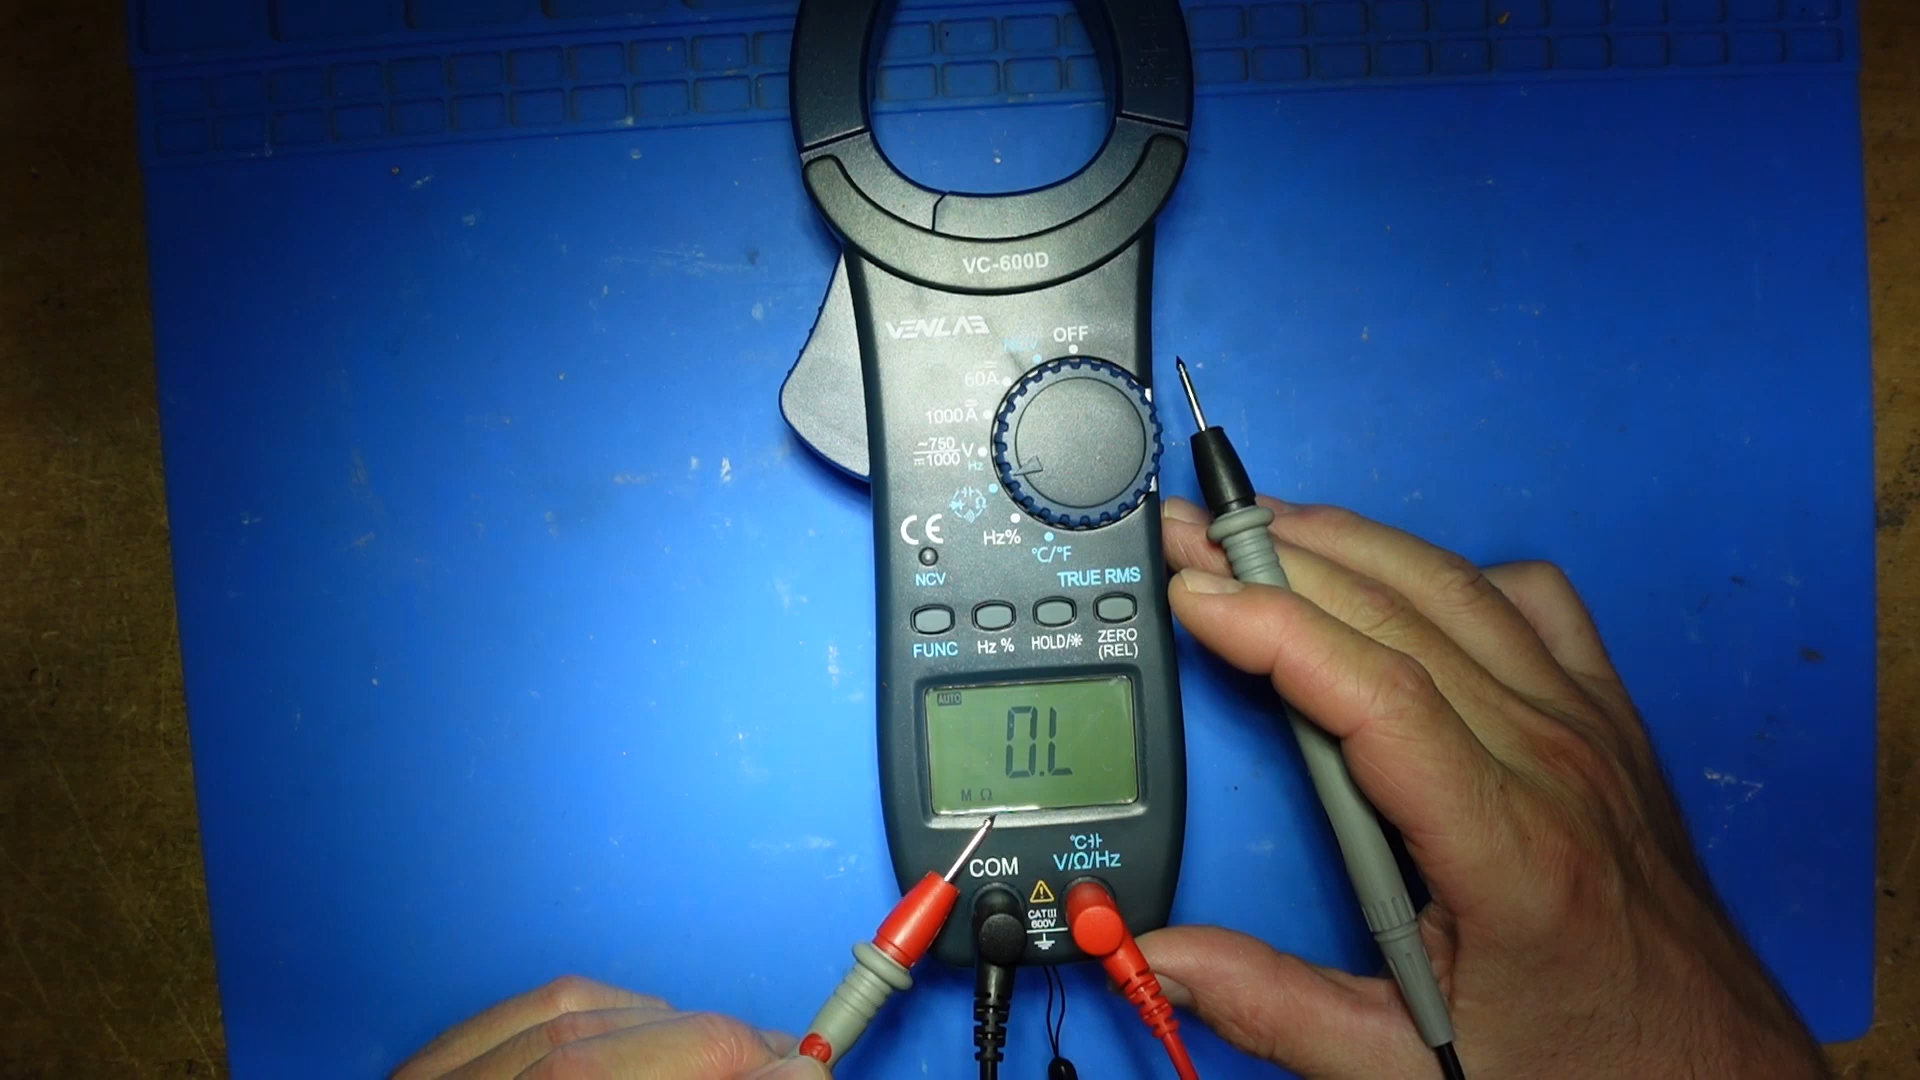 VC-600D
VENLAB
OFF
NCV
60A
1000A
~750
1000 V
Hz
Ω
CE
Hz%
°C/°F
NCV
TRUE RMS
FUNC
Hz %
HOLD/☀
ZERO
(REL)
AUTO
0.L
M Ω
COM
°C
V/Ω/Hz
CAT III
600V